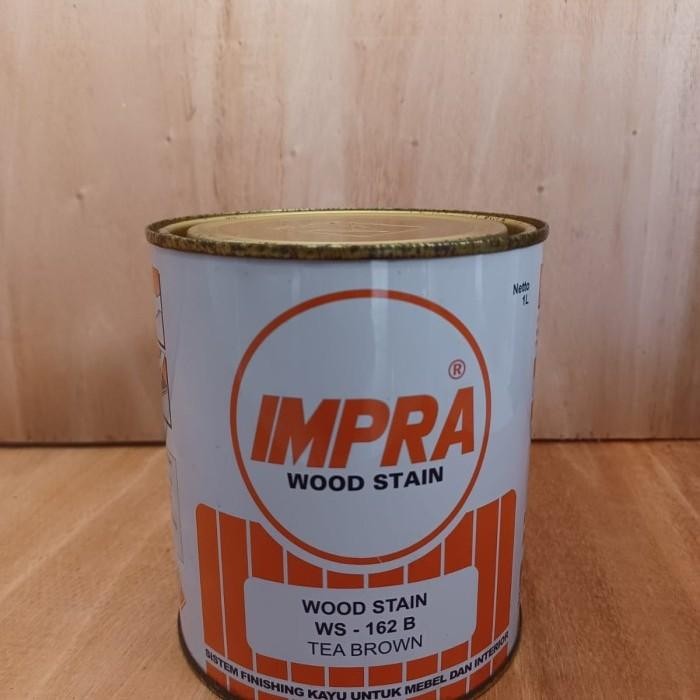 Netto
1L
®
IMPRA
WOOD STAIN
WOOD STAIN
WS - 162 B
TEA BROWN
SISTEM FINISHING KAYU UNTUK MEBEL DAN INTERIOR